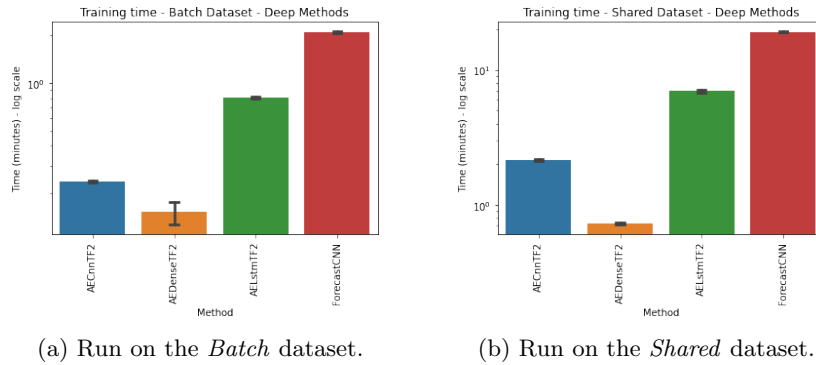 Training time - Batch Dataset - Deep Methods
Time (minutes) - log scale
10⁰
AECnnTF2
AEDenseTF2
AELstmTF2
ForecastCNN
Method
(a) Run on the Batch dataset.
Training time - Shared Dataset - Deep Methods
Time (minutes) - log scale
10¹
10⁰
AECnnTF2
AEDenseTF2
AELstmTF2
ForecastCNN
Method
(b) Run on the Shared dataset.